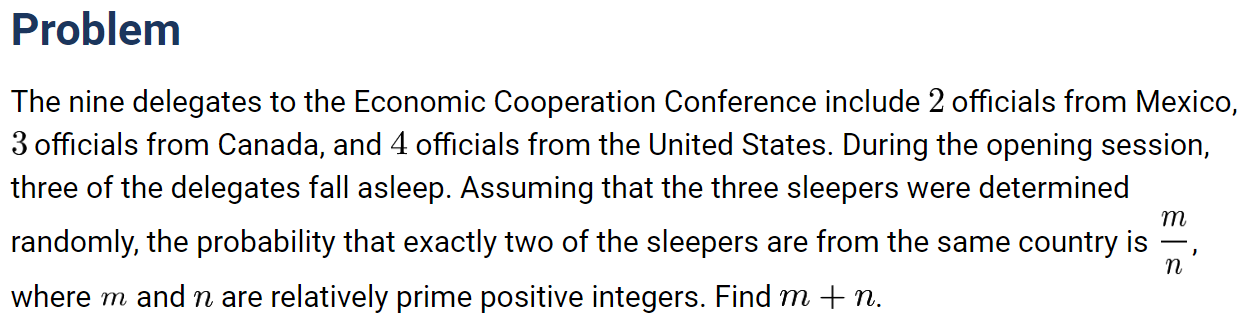 Problem
The nine delegates to the Economic Cooperation Conference include 2 officials from Mexico,
3 officials from Canada, and 4 officials from the United States. During the opening session,
three of the delegates fall asleep. Assuming that the three sleepers were determined
randomly, the probability that exactly two of the sleepers are from the same country is m/n,
where m and n are relatively prime positive integers. Find m + n.